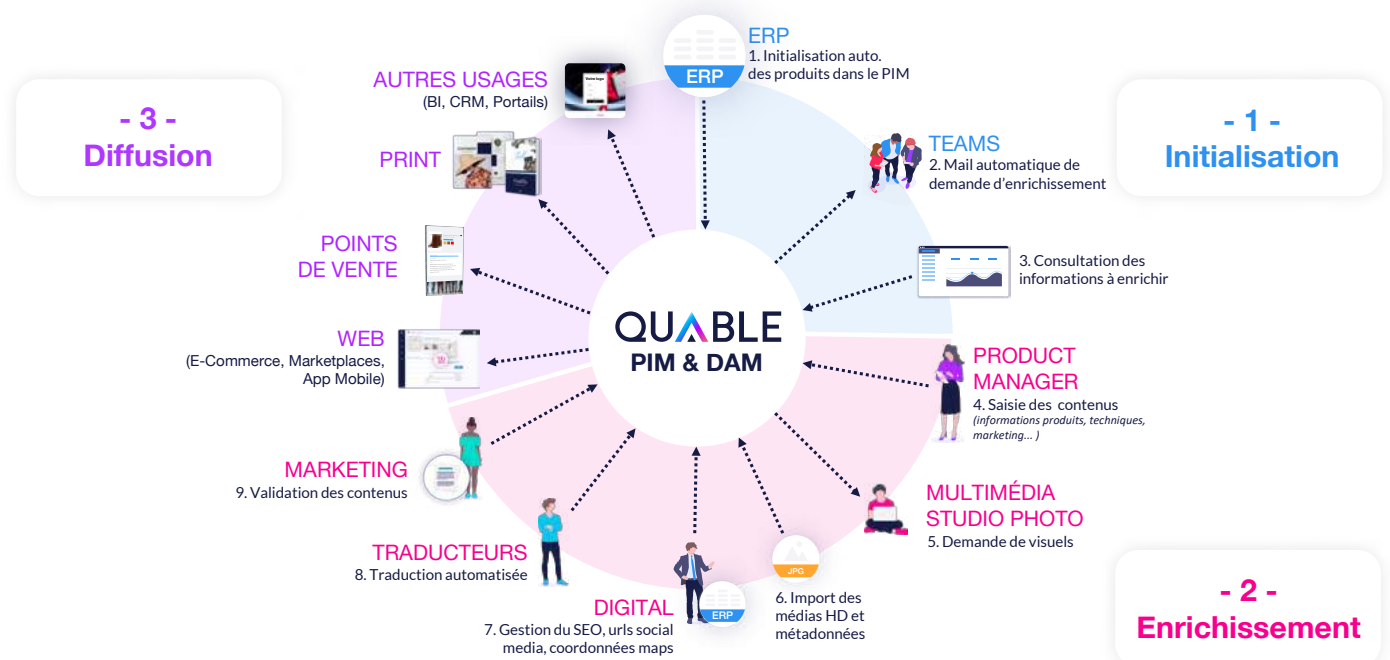 ERP
ERP
1. Initialisation auto.
des produits dans le PIM
- 1 -
Initialisation
TEAMS
2. Mail automatique de
demande d’enrichissement
3. Consultation des
informations à enrichir
QUABLE
PIM & DAM
PRODUCT
MANAGER
4. Saisie des contenus
(informations produits, techniques,
marketing... )
MULTIMÉDIA
STUDIO PHOTO
5. Demande de visuels
- 2 -
Enrichissement
JPG
6. Import des
médias HD et
métadonnées
ERP
DIGITAL
7. Gestion du SEO, urls social
media, coordonnées maps
TRADUCTEURS
8. Traduction automatisée
MARKETING
9. Validation des contenus
- 3 -
Diffusion
WEB
(E-Commerce, Marketplaces,
App Mobile)
POINTS
DE VENTE
PRINT
AUTRES USAGES
(BI, CRM, Portails)